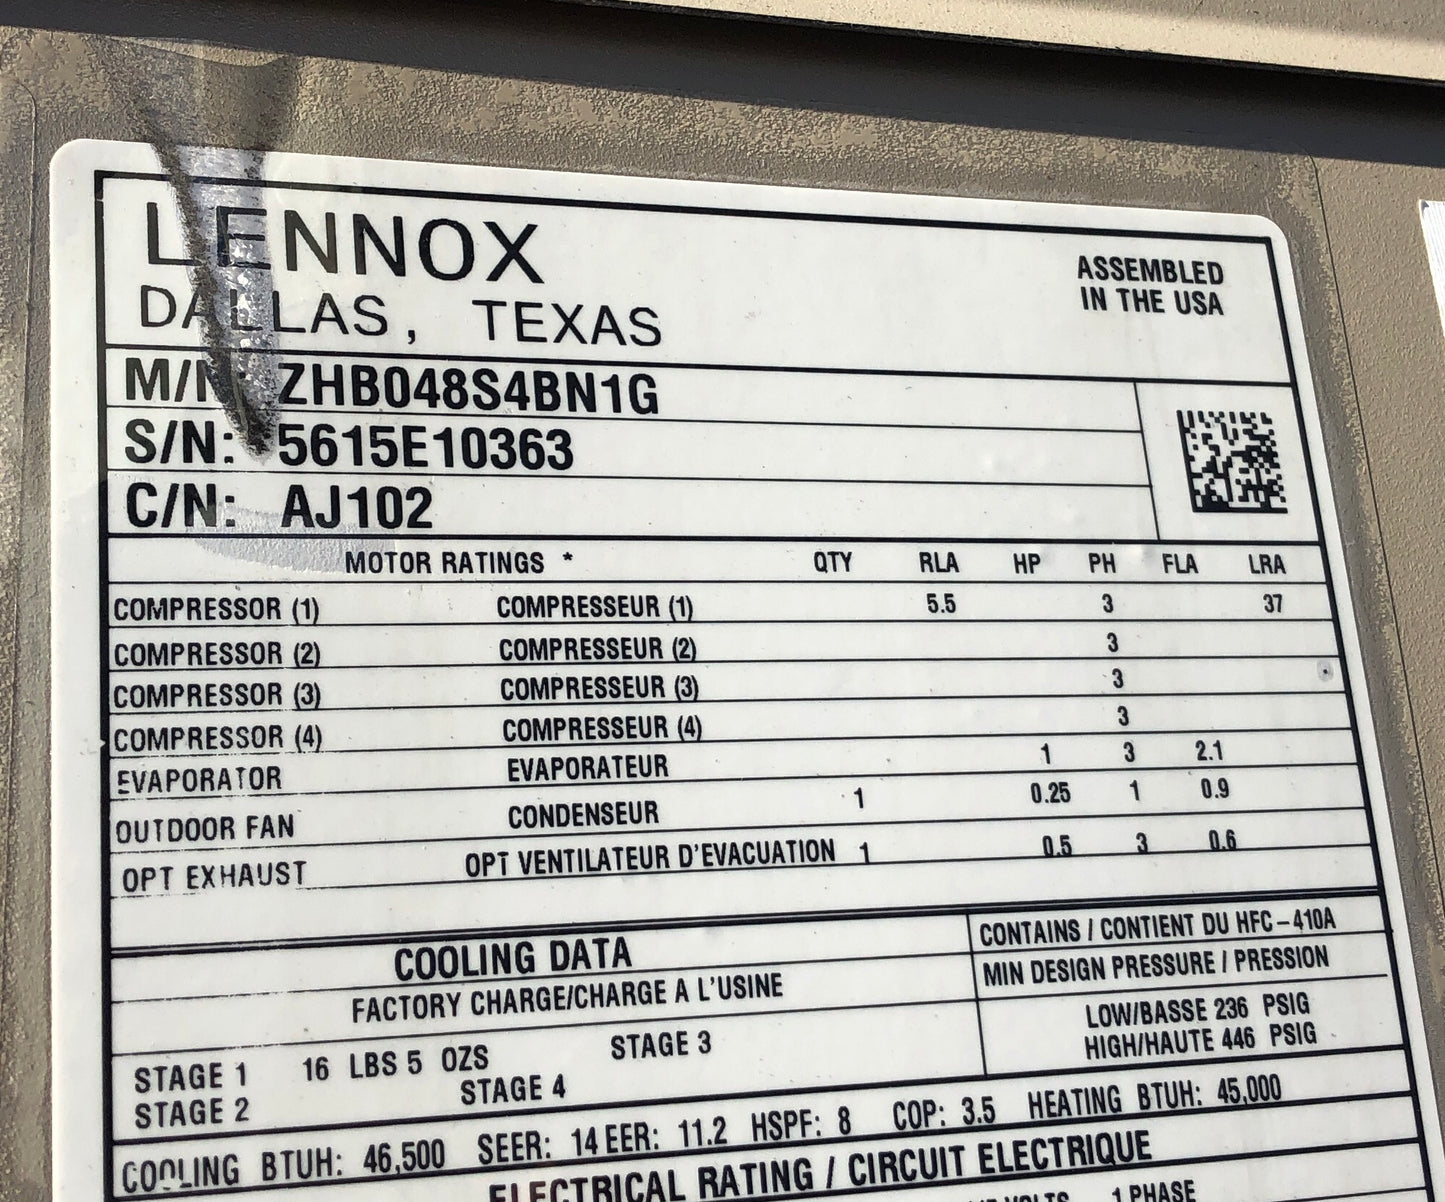 LENNOX
DALLAS, TEXAS
ASSEMBLED
IN THE USA
M/N: ZHB048S4BN1G
S/N: 5615E10363
C/N: AJ102
MOTOR RATINGS * QTY RLA HP PH FLA LRA
COMPRESSOR (1) COMPRESSEUR (1) 5.5 3 37
COMPRESSOR (2) COMPRESSEUR (2) 3
COMPRESSOR (3) COMPRESSEUR (3) 3
COMPRESSOR (4) COMPRESSEUR (4) 3
EVAPORATOR EVAPORATEUR 1 3 2.1
OUTDOOR FAN CONDENSEUR 1 0.25 1 0.9
OPT EXHAUST OPT VENTILATEUR D'EVACUATION 1 0.5 3 0.6
COOLING DATA
FACTORY CHARGE/CHARGE A L'USINE
CONTAINS / CONTIENT DU HFC-410A
MIN DESIGN PRESSURE / PRESSION
LOW/BASSE 236 PSIG
HIGH/HAUTE 446 PSIG
STAGE 1 16 LBS 5 OZS STAGE 3
STAGE 2 STAGE 4
COOLING BTUH: 46,500 SEER: 14 EER: 11.2 HSPF: 8 COP: 3.5 HEATING BTUH: 45,000
ELECTRICAL RATING / CIRCUIT ELECTRIQUE
VOLTS 1 PHASE